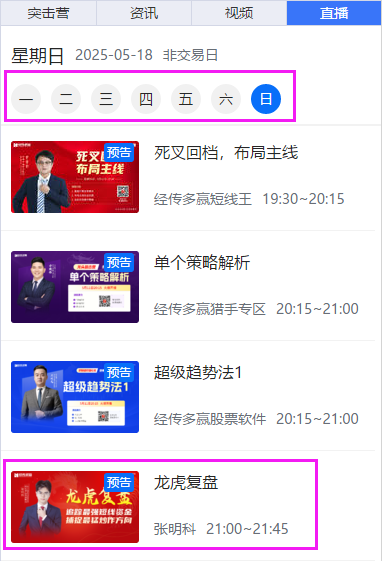 突击营 资讯 视频 直播
星期日 2025-05-18 非交易日
一 二 三 四 五 六 日
预告
死叉回档
布局主线
死叉回档，布局主线
经传多赢短线王 19:30~20:15
预告
单个策略解析
单个策略解析
经传多赢猎手专区 20:15~21:00
预告
超级趋势法1
超级趋势法1
经传多赢股票软件 20:15~21:00
预告
龙虎复盘
追踪最强短线资金
捕捉最猛炒作方向
龙虎复盘
张明科 21:00~21:45